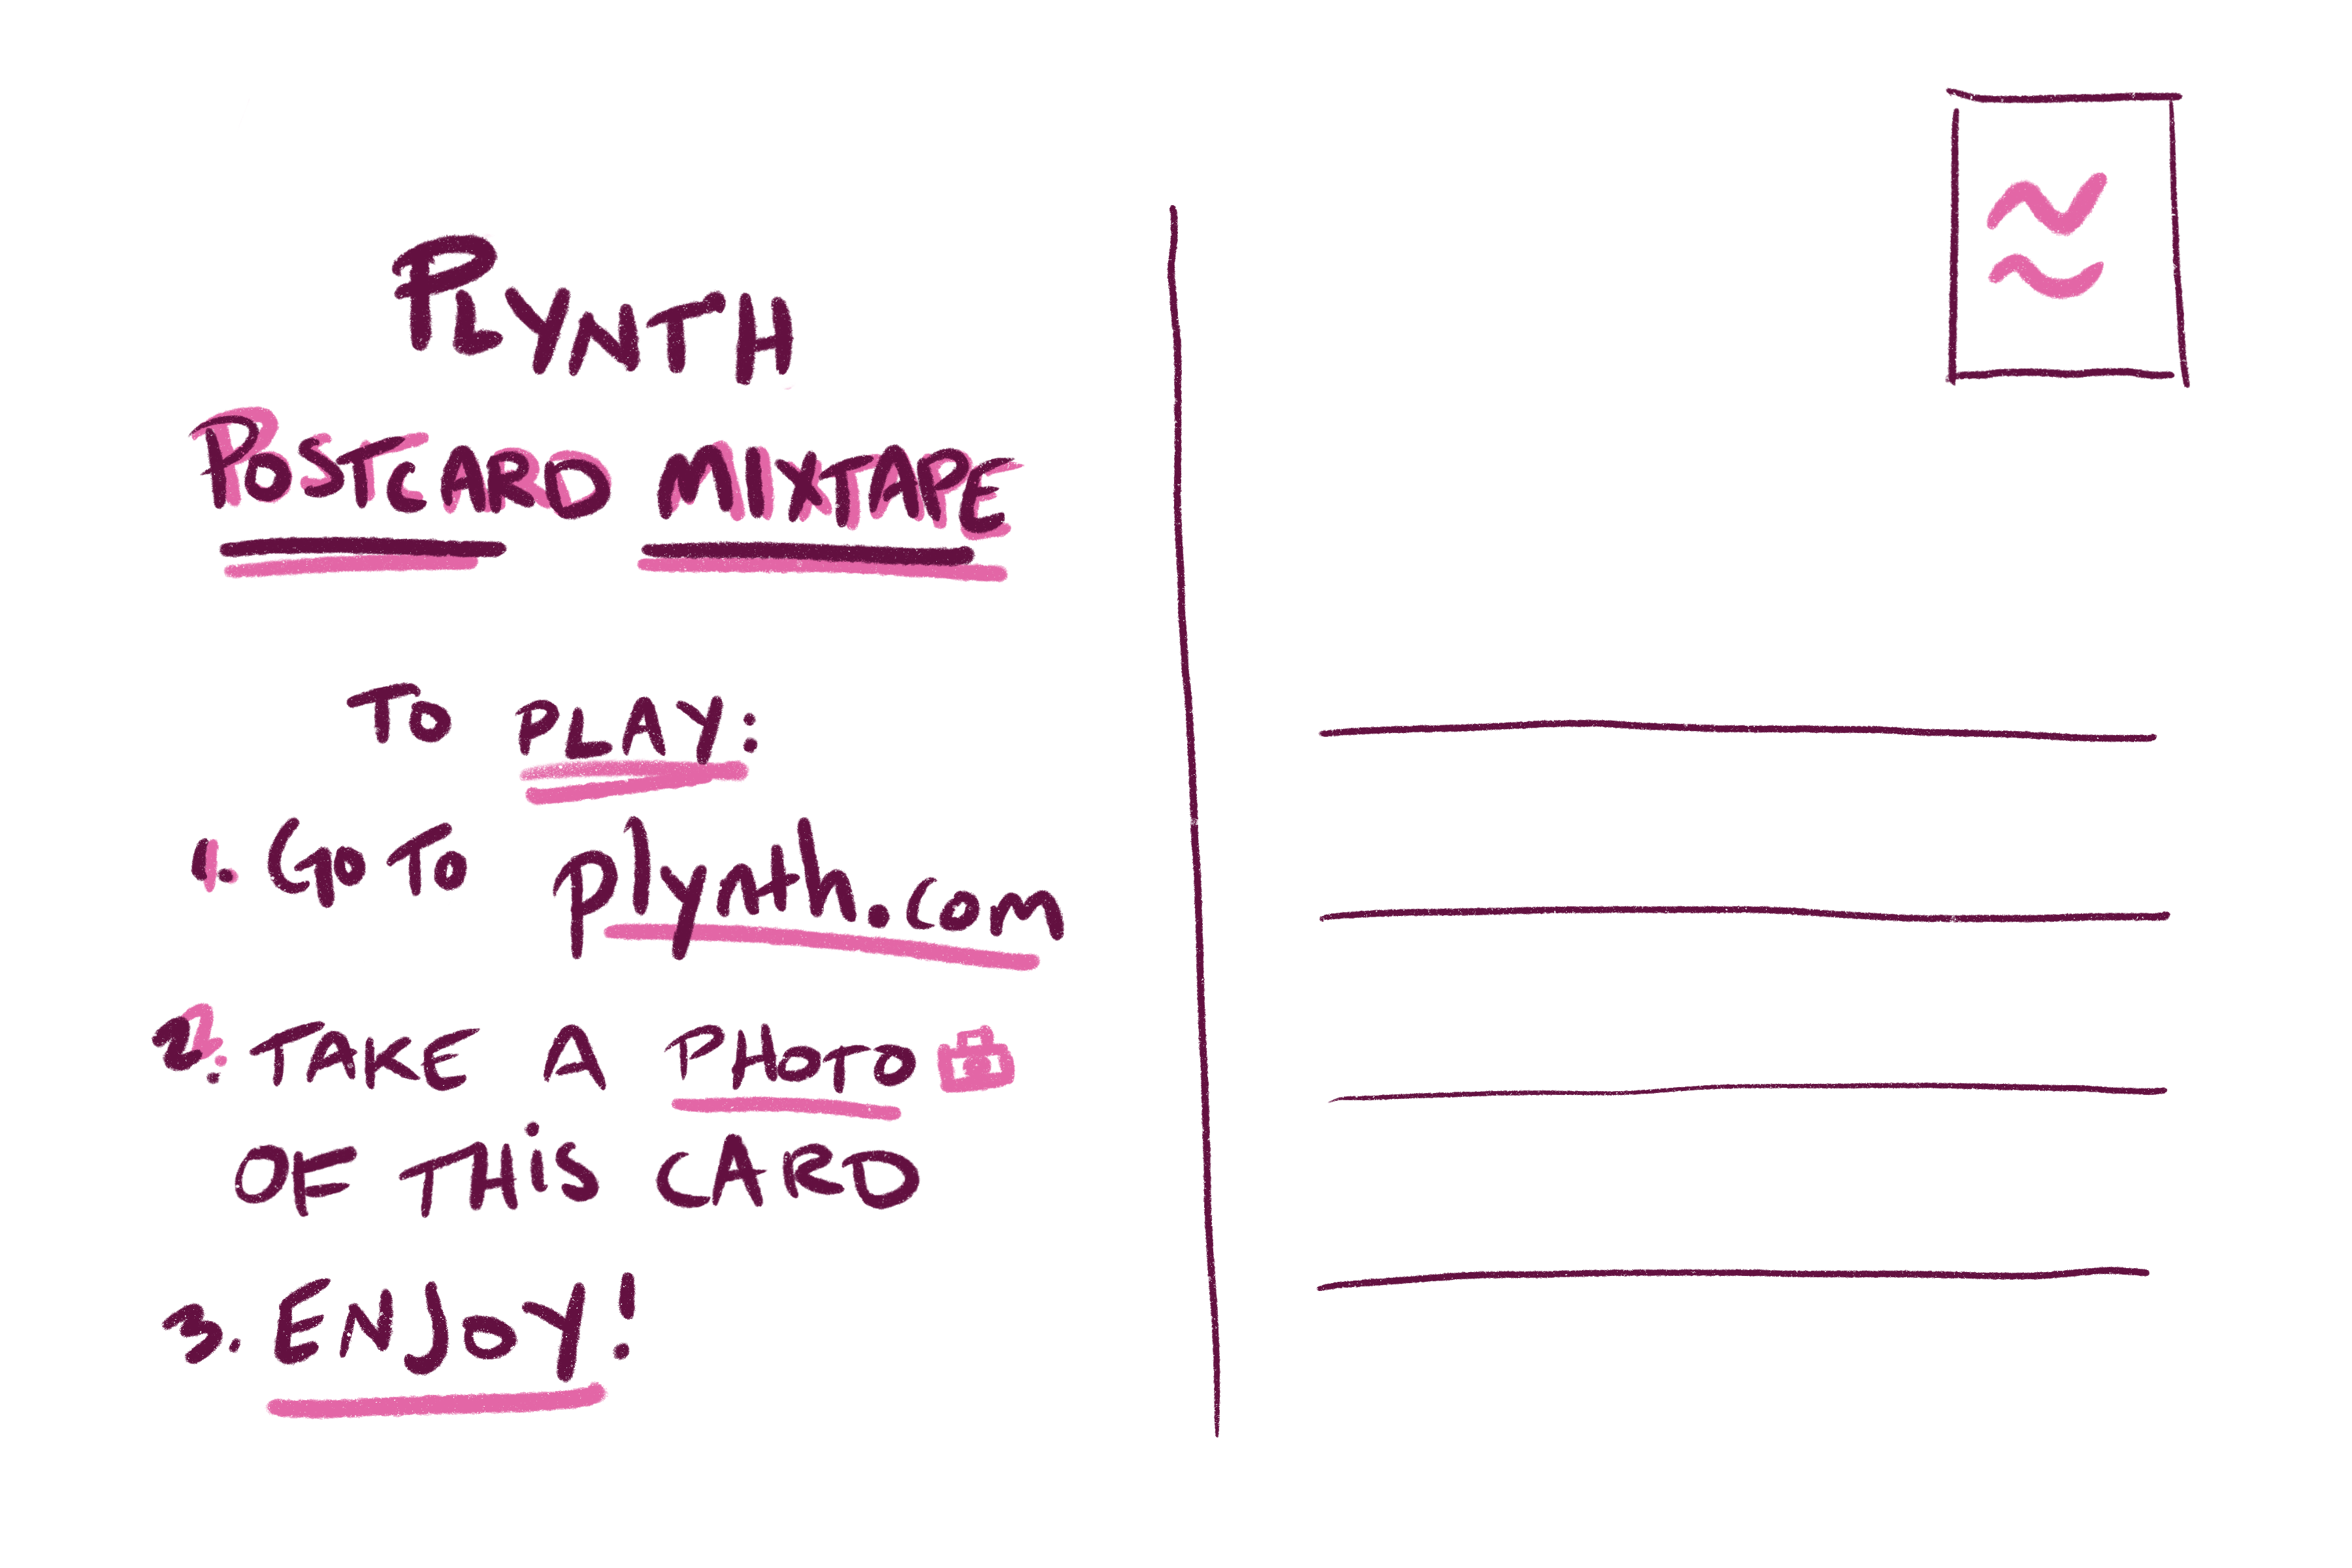 PLYNTH
POSTCARD MIXTAPE
TO PLAY:
1. GO TO plynth.com
2. TAKE A PHOTO
OF THiS CARD
3. ENJOY!